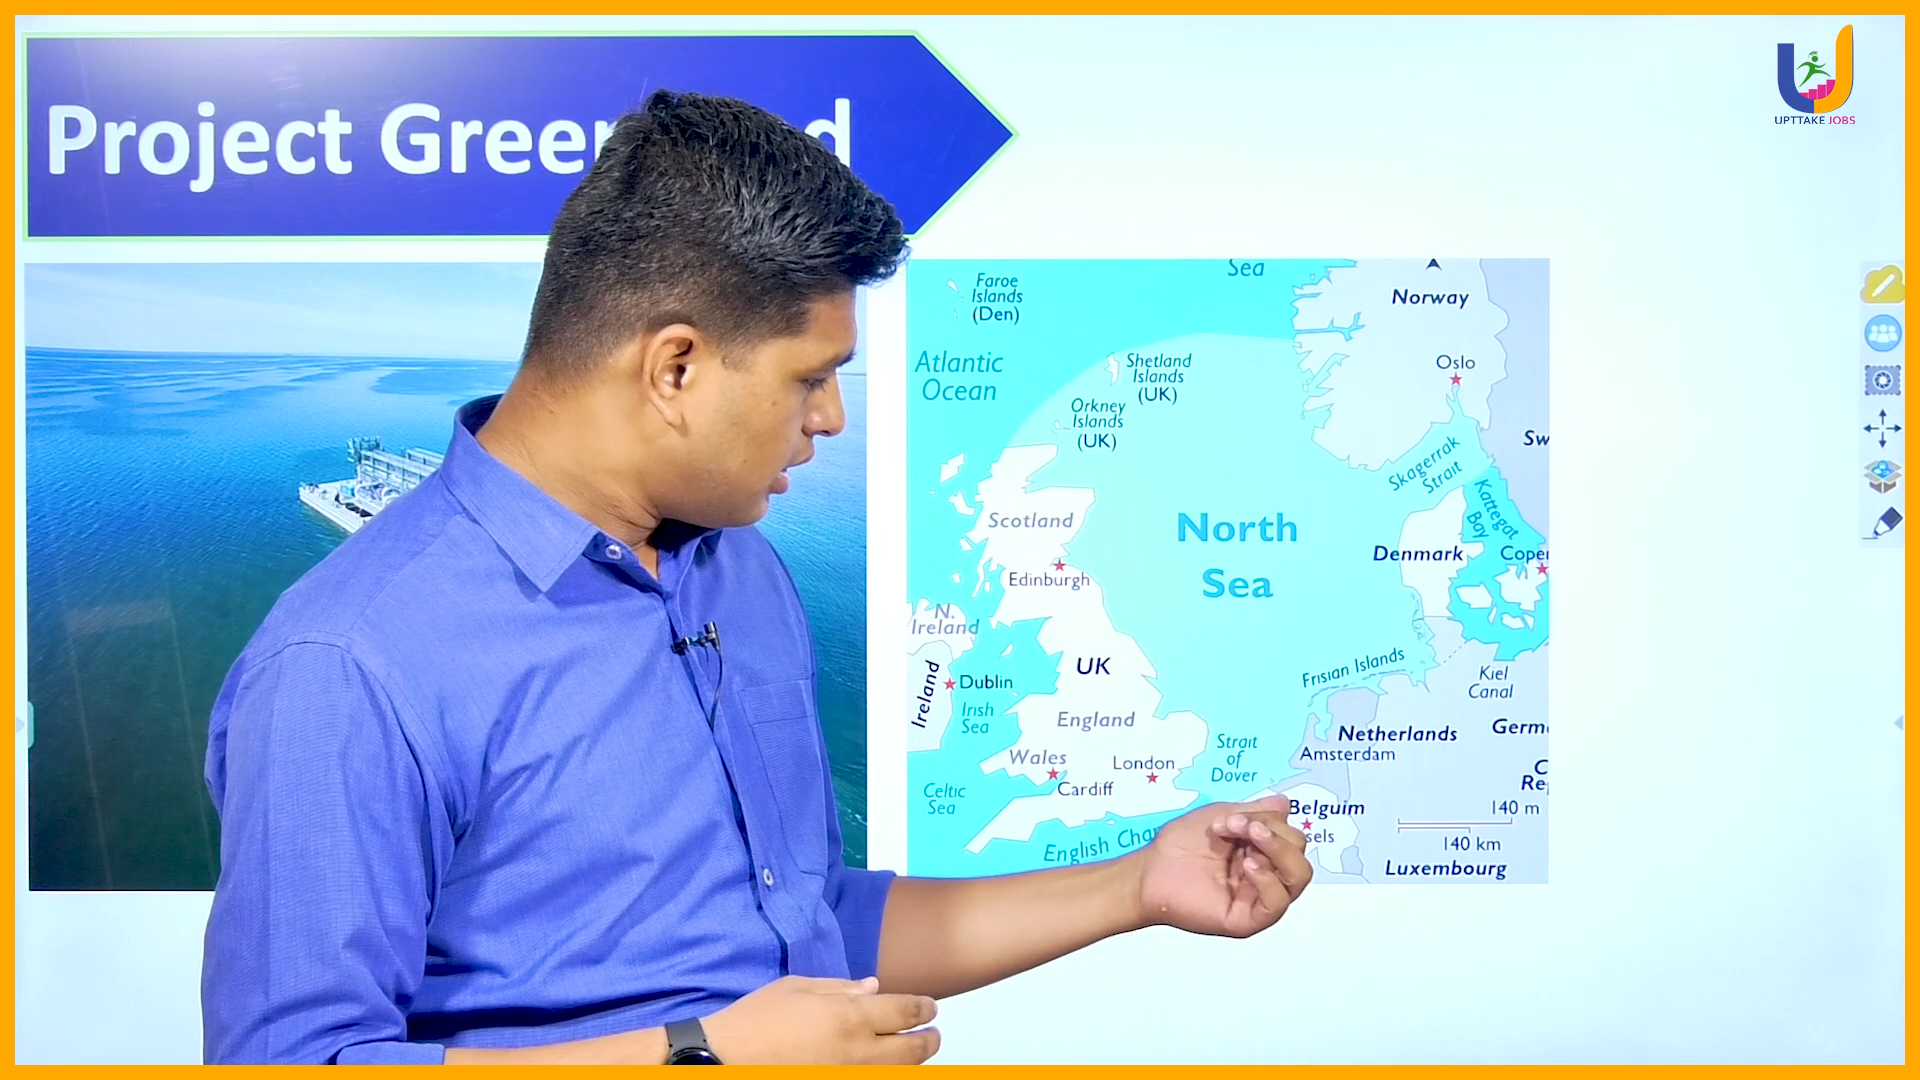 Project Gree d
UPTTAKE JOBS
Sea
Faroe
Islands
(Den)
Norway
Atlantic
Ocean
Shetland
Islands
(UK)
Oslo
Orkney
Islands
(UK)
Skagerrak
Strait
Sw
Kattegat
Bay
Scotland
North
Sea
Denmark
Coper
Edinburgh
N.
Ireland
UK
Frisian Islands
Kiel
Canal
Ireland
Dublin
Irish
Sea
England
Netherlands
Germ
Amsterdam
Strait
of
Dover
Wales
London
Cardiff
Celtic
Sea
C
Re
Belguim
sels
140 m
140 km
English Cha
Luxembourg